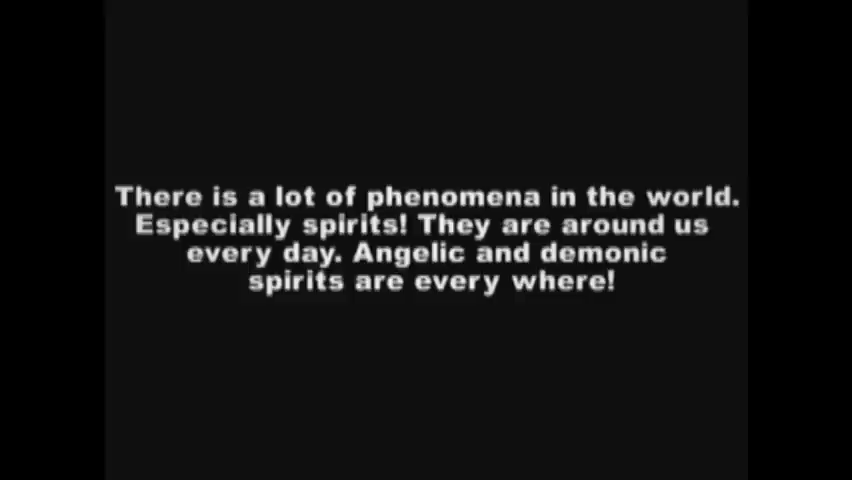 There is a lot of phenomena in the world.
Especially spirits! They are around us
every day. Angelic and demonic
spirits are every where!